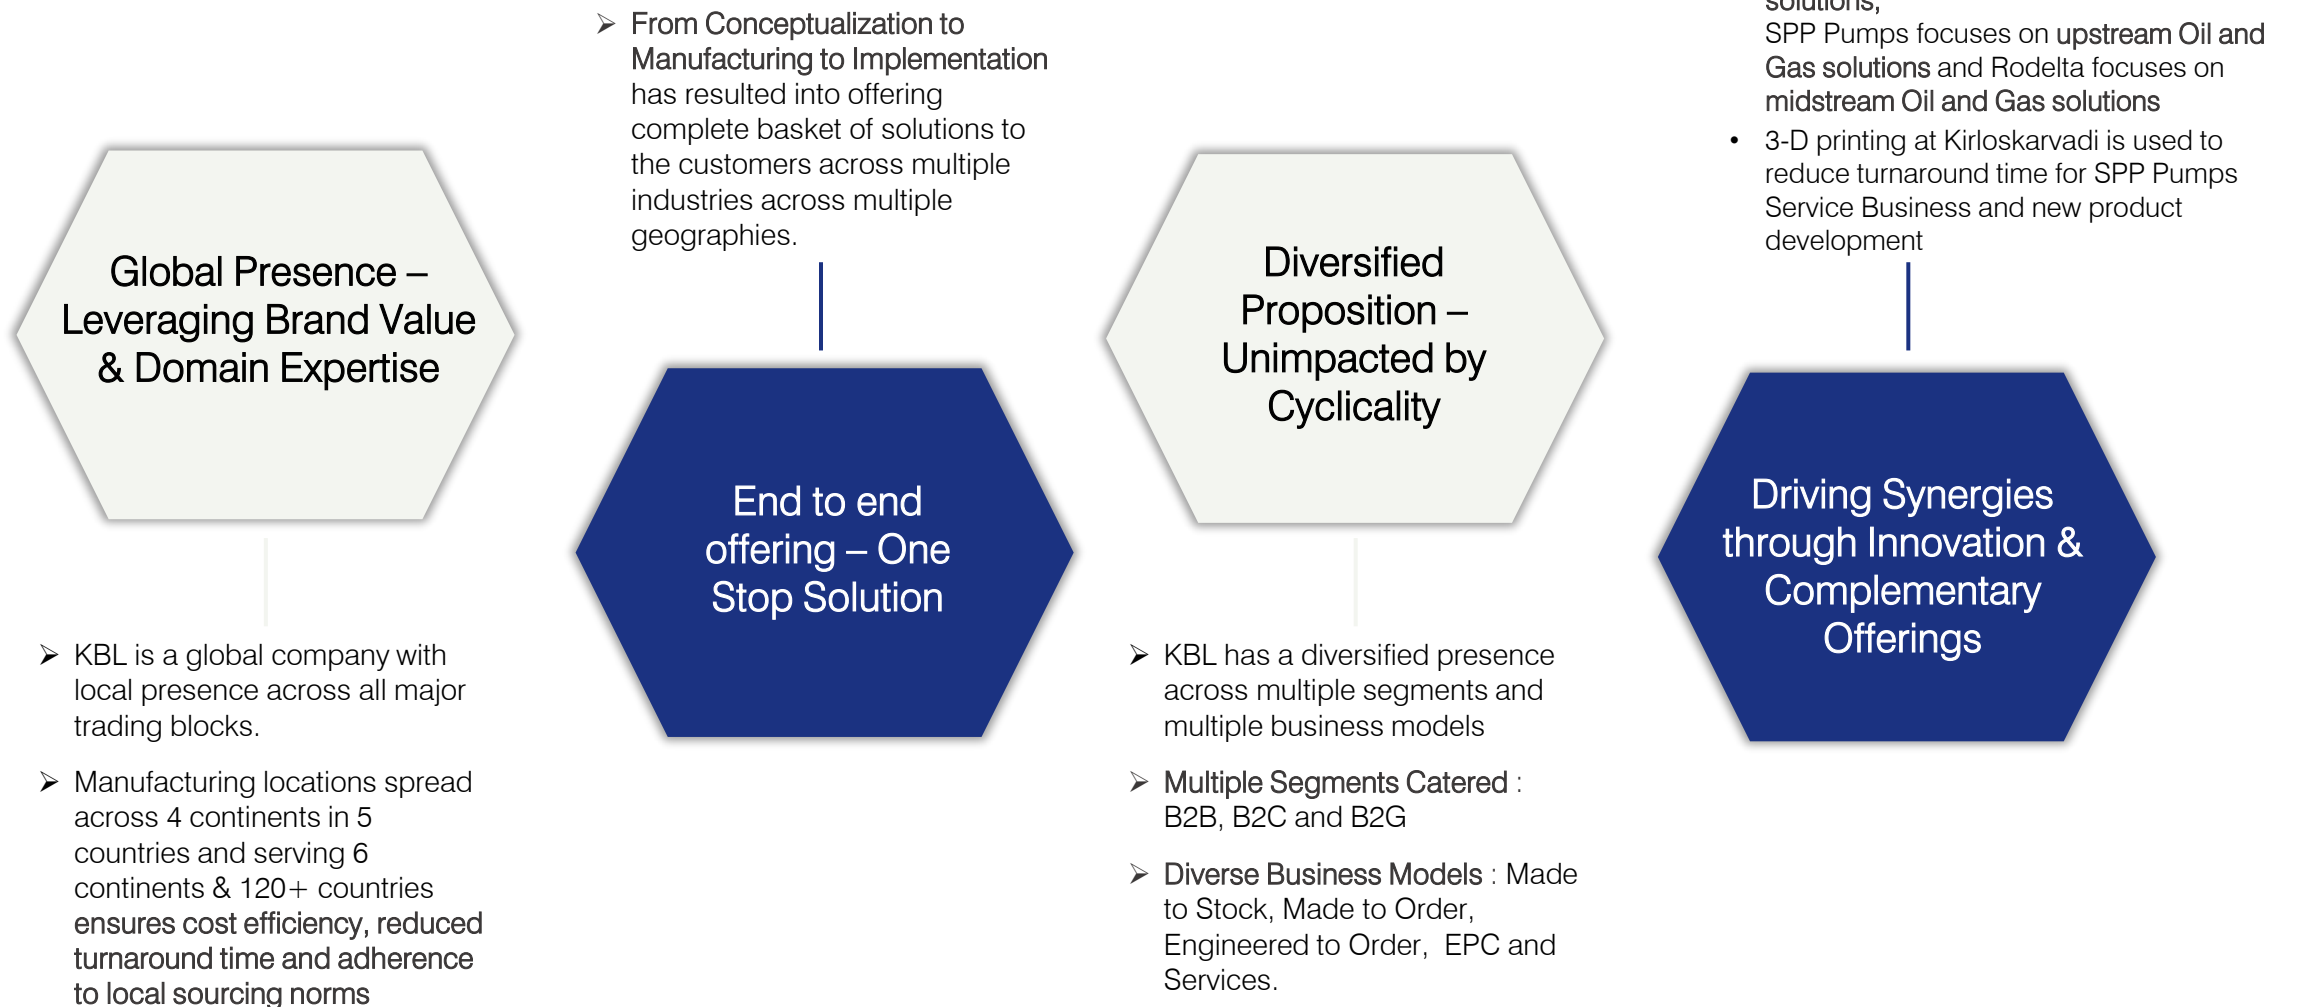 Global Presence –
Leveraging Brand Value
& Domain Expertise
➢ KBL is a global company with
local presence across all major
trading blocks.
➢ Manufacturing locations spread
across 4 continents in 5
countries and serving 6
continents & 120+ countries
ensures cost efficiency, reduced
turnaround time and adherence
to local sourcing norms
➢ From Conceptualization to
Manufacturing to Implementation
has resulted into offering
complete basket of solutions to
the customers across multiple
industries across multiple
geographies.
End to end
offering – One
Stop Solution
Diversified
Proposition –
Unimpacted by
Cyclicality
➢ KBL has a diversified presence
across multiple segments and
multiple business models
➢ Multiple Segments Catered :
B2B, B2C and B2G
➢ Diverse Business Models : Made
to Stock, Made to Order,
Engineered to Order,  EPC and
Services.
solutions,
SPP Pumps focuses on upstream Oil and
Gas solutions and Rodelta focuses on
midstream Oil and Gas solutions
• 3-D printing at Kirloskarvadi is used to
reduce turnaround time for SPP Pumps
Service Business and new product
development
Driving Synergies
through Innovation &
Complementary
Offerings